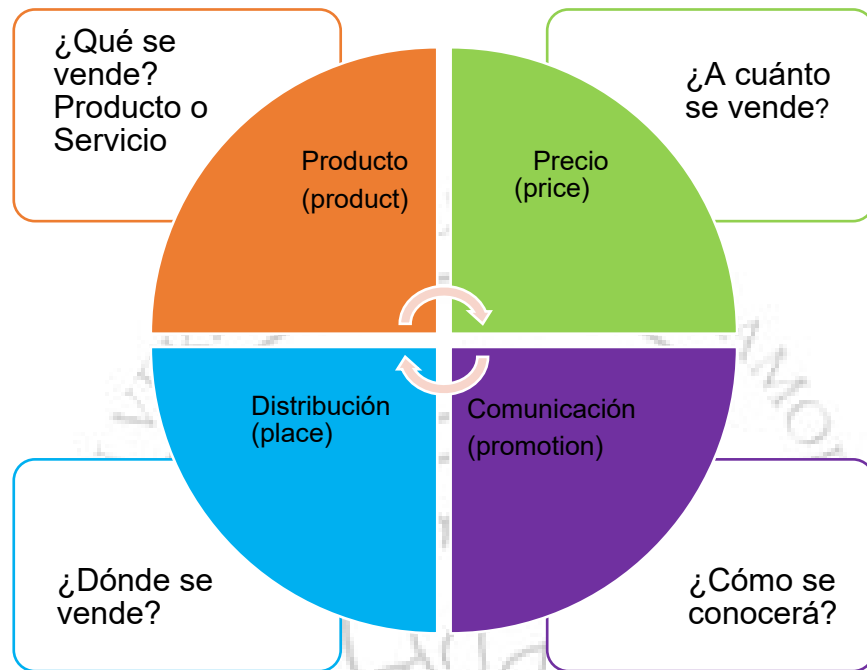 ¿Qué se
vende?
Producto o
Servicio
¿A cuánto
se vende?
Producto
(product)
Precio
(price)
Distribución
(place)
Comunicación
(promotion)
¿Dónde se
vende?
¿Cómo se
conocerá?